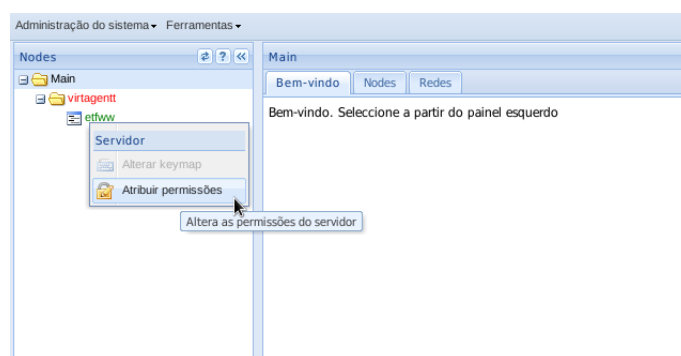 Administração do sistema Ferramentas
Nodes
Main
virtagentt
etfww
Servidor
Alterar keymap
Atribuir permissões
Altera as permissões do servidor
Main
Bem-vindo Nodes Redes
Bem-vindo. Seleccione a partir do painel esquerdo